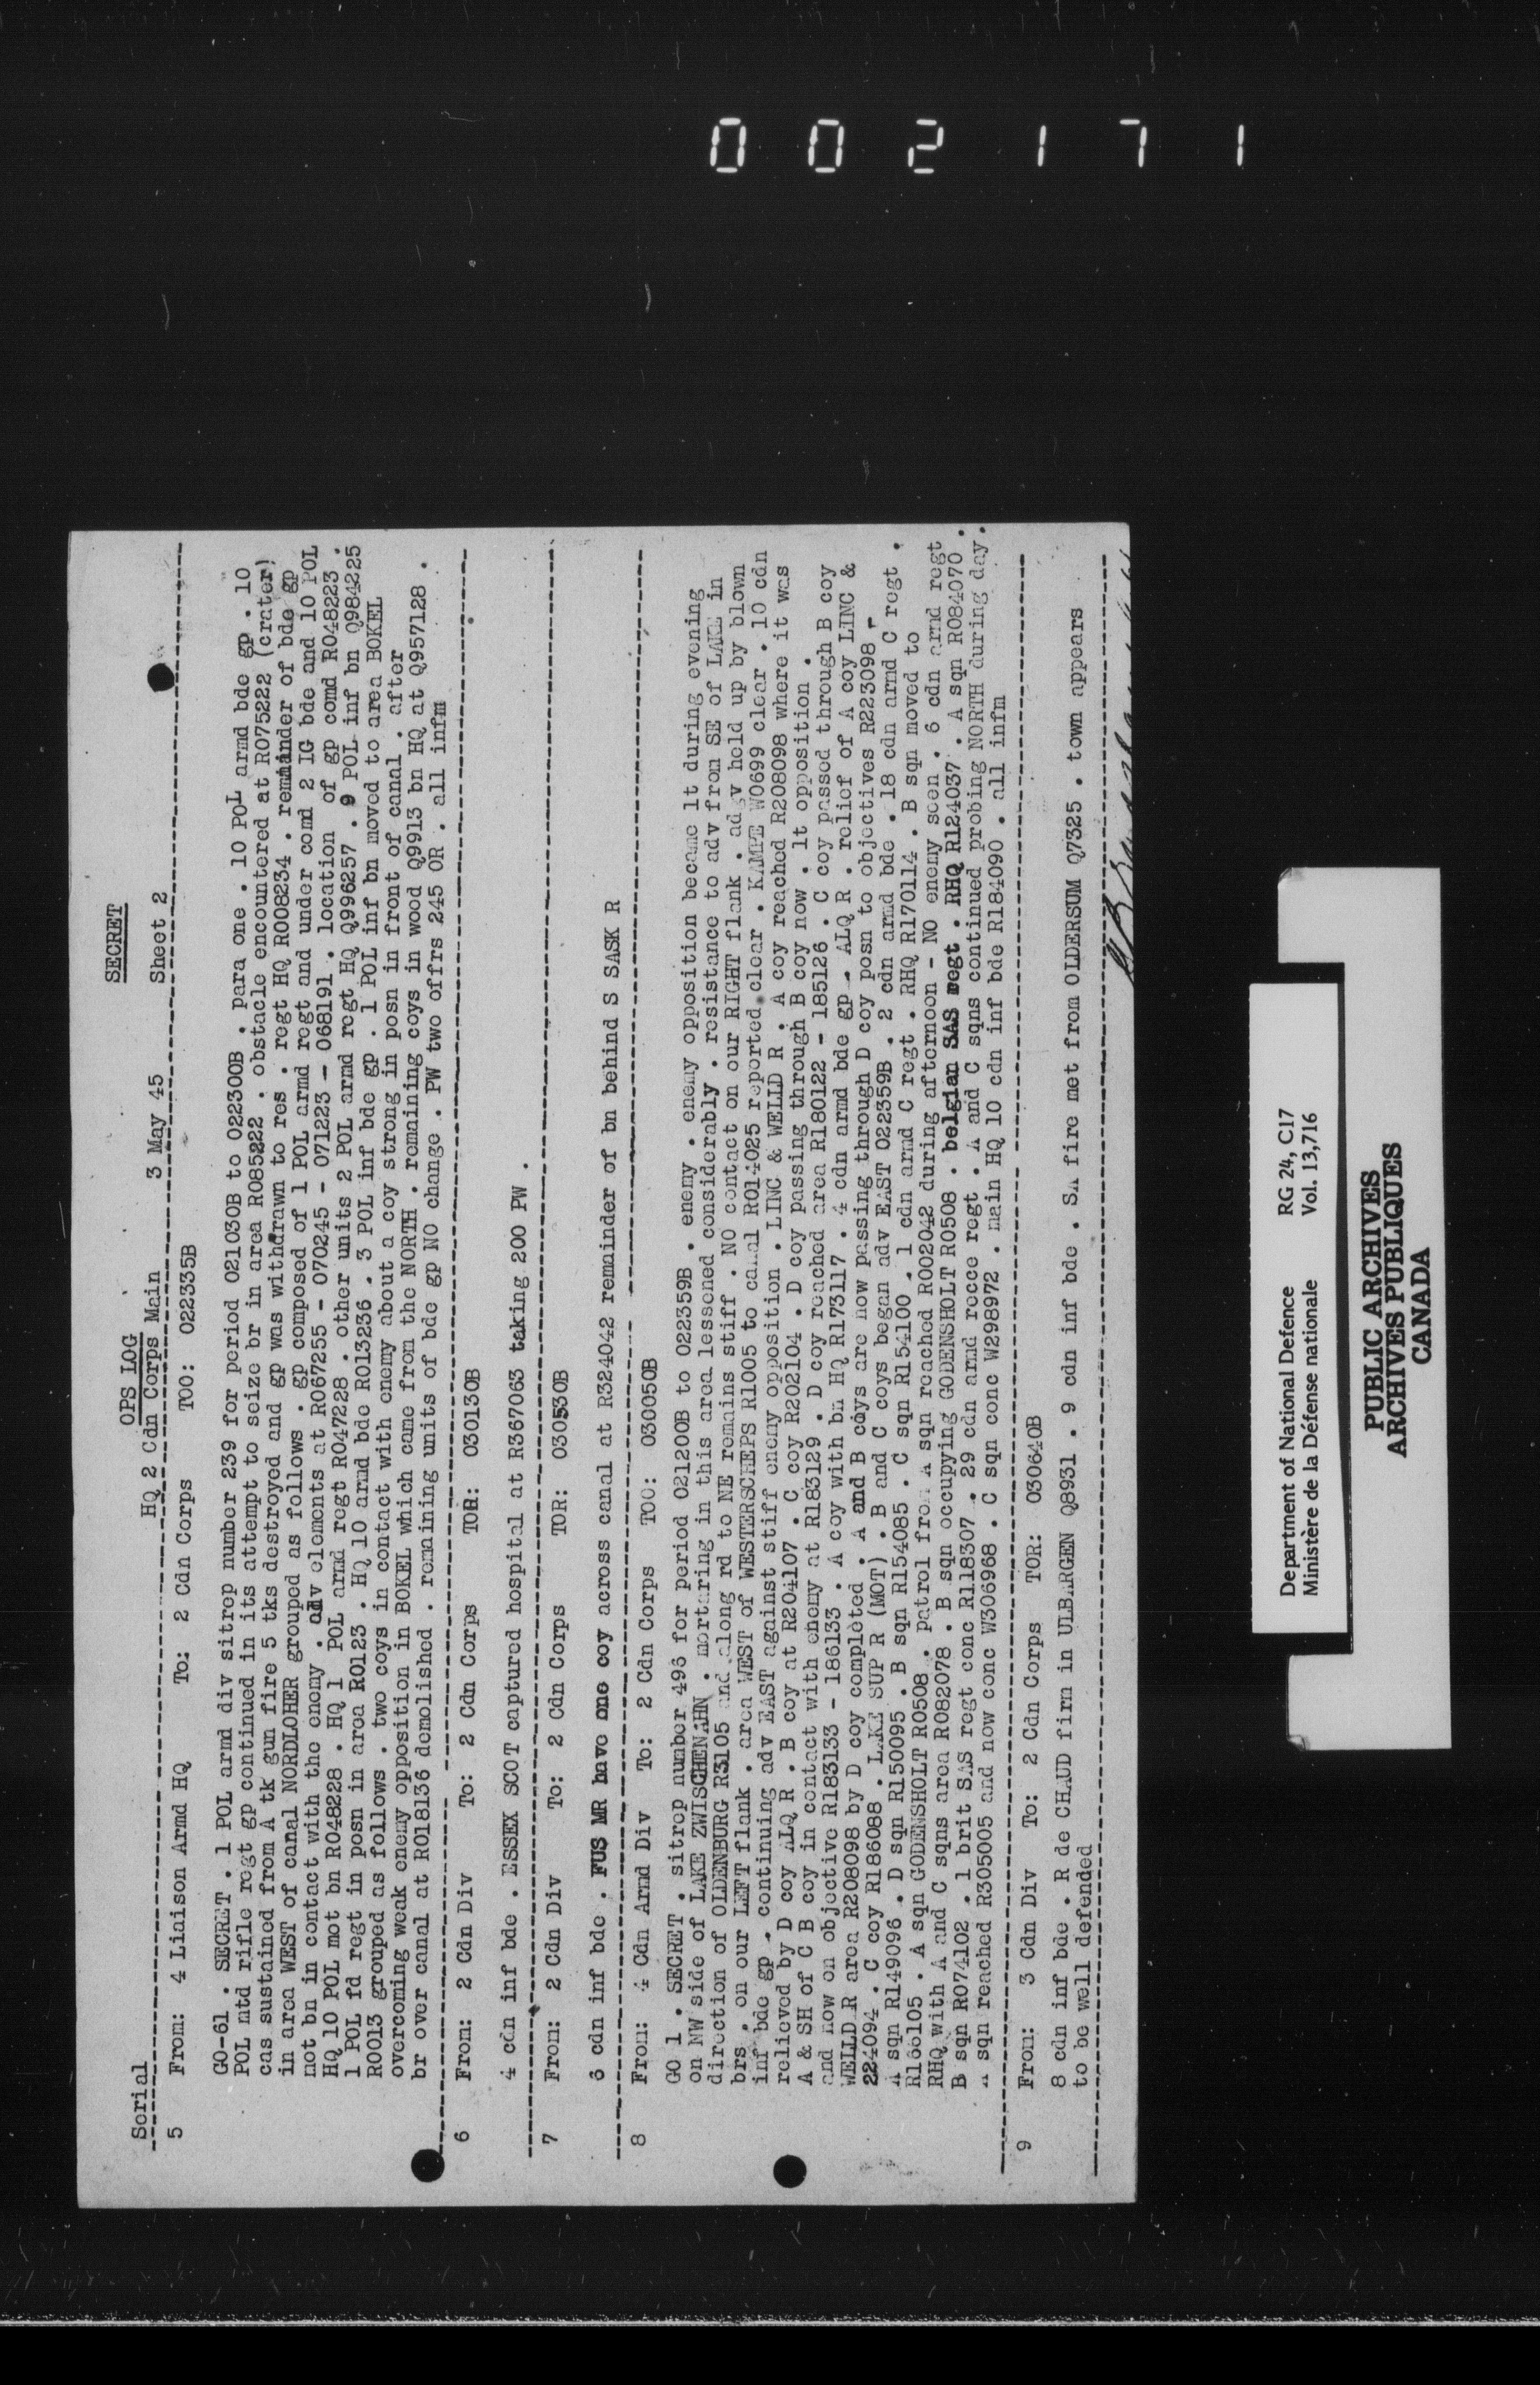 002171
SECRET
OPS LOG
HQ 2 Cdn Corps Main 3 May 45 Sheet 2
Serial
5 From: 4 Liaison Armd HQ To: 2 Cdn Corps TOO: 022335B
GO-61 . SECRET . 1 POL armd div sitrep number 239 for period 021030B to 022300B . para one . 10 POL armd bde gp . 10
POL mtd rifle regt gp continued in its attempt to seize br in area R085222 . obstacle encountered at R075222 (crater)
cas sustained from A tk gun fire 5 tks destroyed and gp was withdrawn to res . regt HQ R008234 . remainder of bde gp
in area WEST of canal NORDLOHER grouped as follows . gp composed of 1 POL armd regt and under comd 2 IG bde and 10 POL
mot bn in contact with the enemy . adv elements at R067255 - 070245 - 071223 - 068191 . location of gp comd R048223 .
HQ 10 POL mot bn R048228 . HQ 1 POL armd regt R047228 . other units 2 POL armd regt HQ Q996257 . 9 POL inf bn Q984225
1 POL fd regt in posn in area R0123 . HQ 10 armd bde R013236 . 3 POL inf bde gp . 1 POL inf bn moved to area BOKEL
R0013 grouped as follows . two coys in contact with enemy about a coy strong in posn in front of canal . after
overcoming weak enemy opposition in BOKEL which came from the NORTH . remaining coys in wood Q9913 bn HQ at Q957128 .
br over canal at R018136 demolished . remaining units of bde gp NO change . PW two offrs 245 OR . all infm
6 From: 2 Cdn Div To: 2 Cdn Corps TOR: 030130B
4 cdn inf bde . ESSEX SCOT captured hospital at R367063 taking 200 PW .
7 From: 2 Cdn Div To: 2 Cdn Corps TOR: 030530B
6 cdn inf bde . FUS MR have one coy across canal at R324042 remainder of bn behind S SASK R
8 From: 4 Cdn Armd Div To: 2 Cdn Corps TOO: 030050B
GO 1 . SECRET . sitrep number 496 for period 021200B to 022359B . enemy . enemy opposition became lt during evening
on NW side of LAKE ZWISCHENAHN . mortaring in this area lessened considerably . resistance to adv from SE of LAKE in
direction of OLDENBURG R3105 and along rd to NE remains stiff . NO contact on our RIGHT flank . adv held up by blown
brs . on our LEFT flank . area WEST of WESTERSCHEPS R1005 to canal R014025 reported clear . KAMPE W0699 clear . 10 cdn
inf bde gp . continuing adv EAST against stiff enemy opposition . LINC & WELLD R . A coy reached R208098 where it was
relieved by D coy ALQ R . B coy at R204107 . C coy R202104 . D coy passing through B coy now . lt opposition .
A & SH of C B coy in contact with enemy at R183129 . D coy reached area R180122 - 185126 . C coy passed through B coy
and now on objective R183133 - 186133 . A coy with bn HQ R173117 . 4 cdn armd bde gp . ALQ R . relief of A coy LINC &
WELLD R area R208098 by D coy completed . A and B coys are now passing through D coy posn to objectives R223098 -
224094 . C coy R186088 . LAKE SUP R (MOT) . B and C coys began adv EAST 022359B . 2 cdn armd bde . 18 cdn armd C regt .
A sqn R149096 . D sqn R150095 . B sqn R154085 . C sqn R154100 . 1 cdn armd C regt . RHQ R170114 . B sqn moved to
R166105 . A sqn GODENSHOLT R0508 . patrol from A sqn reached R002042 during afternoon - NO enemy seen . 6 cdn armd regt
RHQ with A and C sqns area R082078 . B sqn occupying GODENSHOLT R0508 . belgian SAS regt . RHQ R124037 . A sqn R084070 .
B sqn R074102 . 1 brit SAS regt conc R118307 . 29 cdn armd recce regt . A and C sqns continued probing NORTH during day.
A sqn reached R305005 and now conc W306968 . C sqn conc W298972 . main HQ 10 cdn inf bde R184090 . all infm
9 From: 3 Cdn Div To: 2 Cdn Corps TOR: 030640B
8 cdn inf bde . R de CHAUD firm in ULBARGEN Q8931 . 9 cdn inf bde . SA fire met from OLDERSUM Q7325 . town appears
to be well defended
Department of National Defence RG 24, C17
Ministère de la Défense nationale Vol. 13,716
PUBLIC ARCHIVES
ARCHIVES PUBLIQUES
CANADA